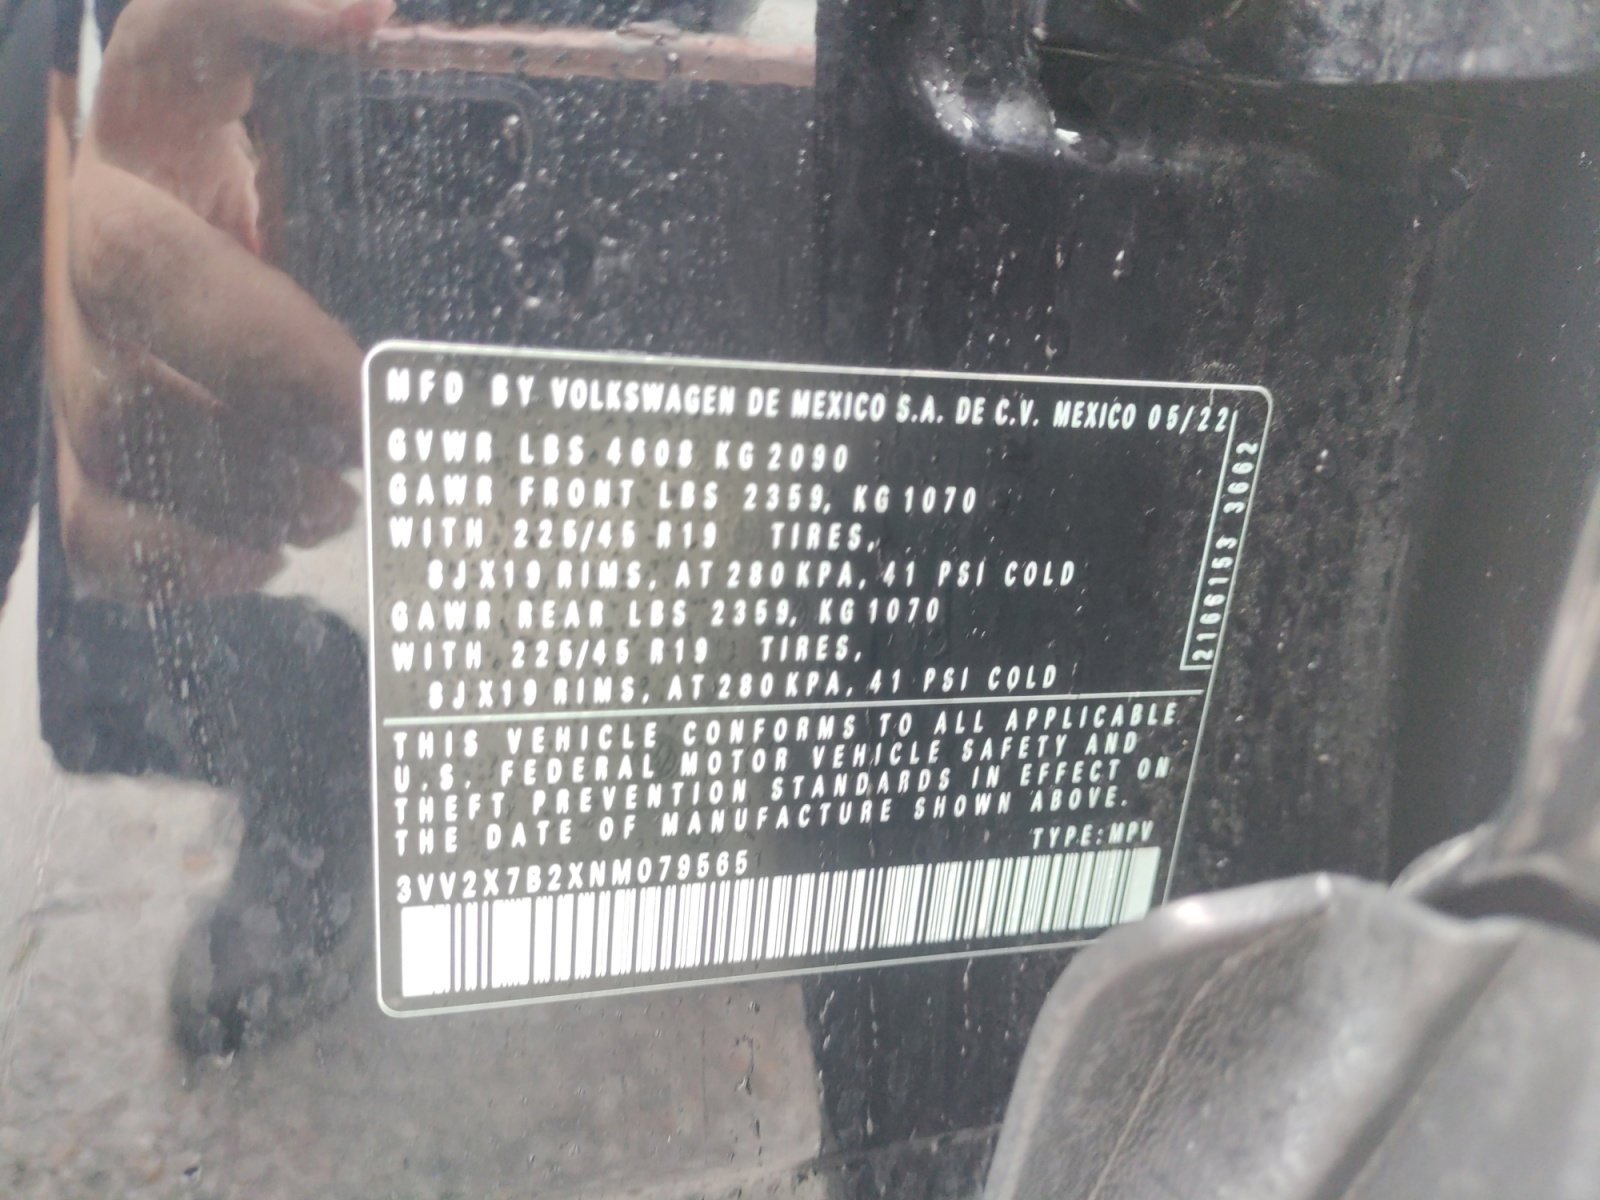 MFD BY VOLKSWAGEN DE MEXICO S.A. DE C.V. MEXICO 05/22
GVWR LBS 4608 KG 2090
GAWR FRONT LBS 2359, KG 1070
WITH 225/45 R19 TIRES,
8JX19 RIMS, AT 280 KPA, 41 PSI COLD
GAWR REAR LBS 2359, KG 1070
WITH 225/45 R19 TIRES,
8JX19 RIMS, AT 280 KPA, 41 PSI COLD
2166153 3662
THIS VEHICLE CONFORMS TO ALL APPLICABLE
U.S. FEDERAL MOTOR VEHICLE SAFETY AND
THEFT PREVENTION STANDARDS IN EFFECT ON
THE DATE OF MANUFACTURE SHOWN ABOVE.
TYPE: MPV
3VV2X7B2XNM079565